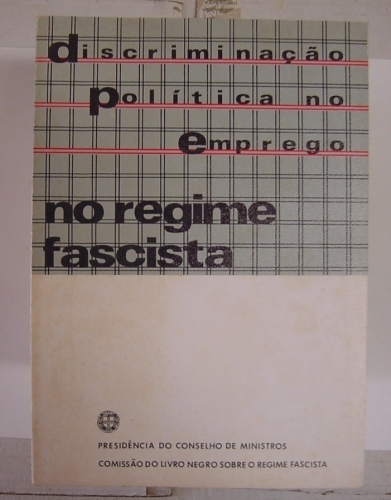 discriminação
política no
emprego
no regime
fascista
PRESIDÊNCIA DO CONSELHO DE MINISTROS
COMISSÃO DO LIVRO NEGRO SOBRE O REGIME FASCISTA